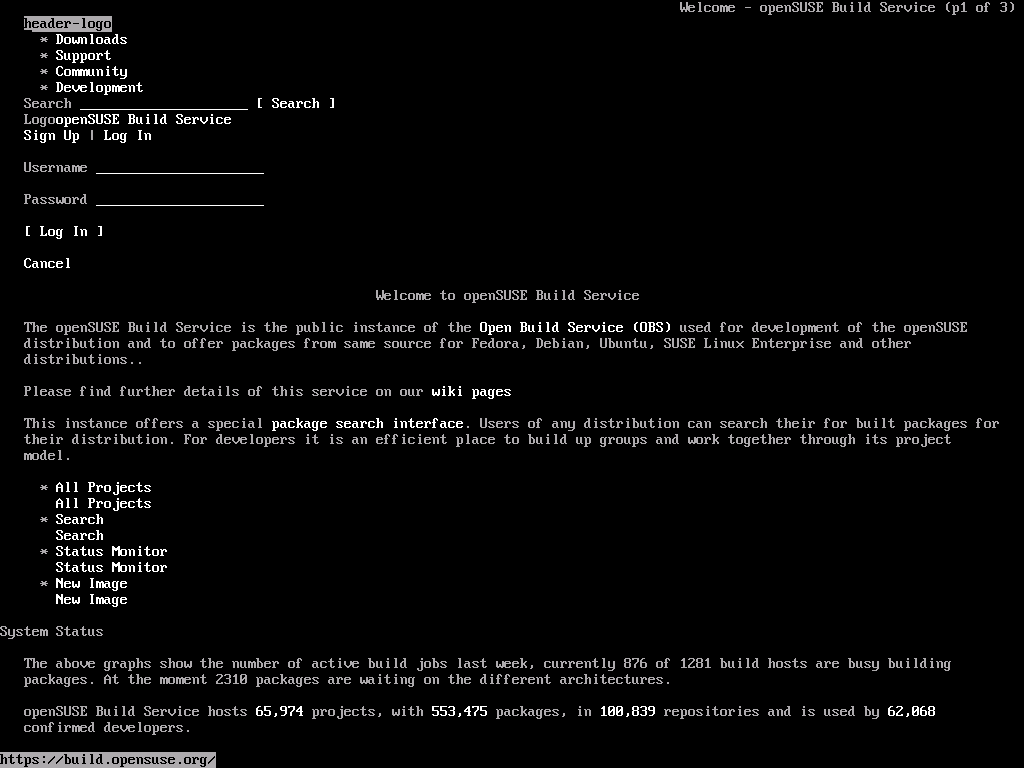 Welcome - openSUSE Build Service (p1 of 3)
header-logo
* Downloads
* Support
* Community
* Development
Search _____________________ [ Search ]
LogoopenSUSE Build Service
Sign Up | Log In
Username _____________________
Password _____________________
[ Log In ]
Cancel
Welcome to openSUSE Build Service
The openSUSE Build Service is the public instance of the Open Build Service (OBS) used for development of the openSUSE
distribution and to offer packages from same source for Fedora, Debian, Ubuntu, SUSE Linux Enterprise and other
distributions..
Please find further details of this service on our wiki pages
This instance offers a special package search interface. Users of any distribution can search their for built packages for
their distribution. For developers it is an efficient place to build up groups and work together through its project
model.
* All Projects
All Projects
* Search
Search
* Status Monitor
Status Monitor
* New Image
New Image
System Status
The above graphs show the number of active build jobs last week, currently 876 of 1281 build hosts are busy building
packages. At the moment 2310 packages are waiting on the different architectures.
openSUSE Build Service hosts 65,974 projects, with 553,475 packages, in 100,839 repositories and is used by 62,068
confirmed developers.
https://build.opensuse.org/